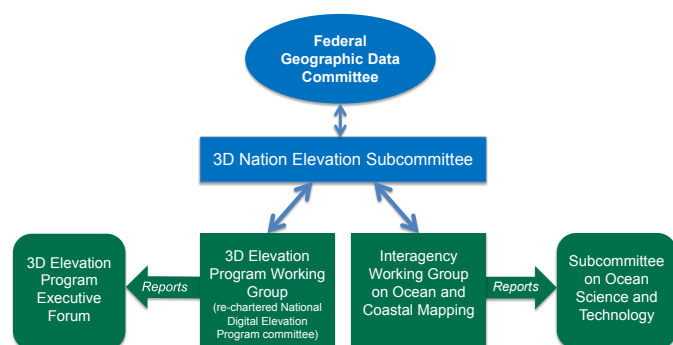 Federal
Geographic Data
Committee
3D Nation Elevation Subcommittee
3D Elevation
Program
Executive
Forum
Reports
3D Elevation
Program Working
Group
(re-chartered National
Digital Elevation
Program committee)
Interagency
Working Group
on Ocean and
Coastal Mapping
Reports
Subcommittee
on Ocean
Science and
Technology